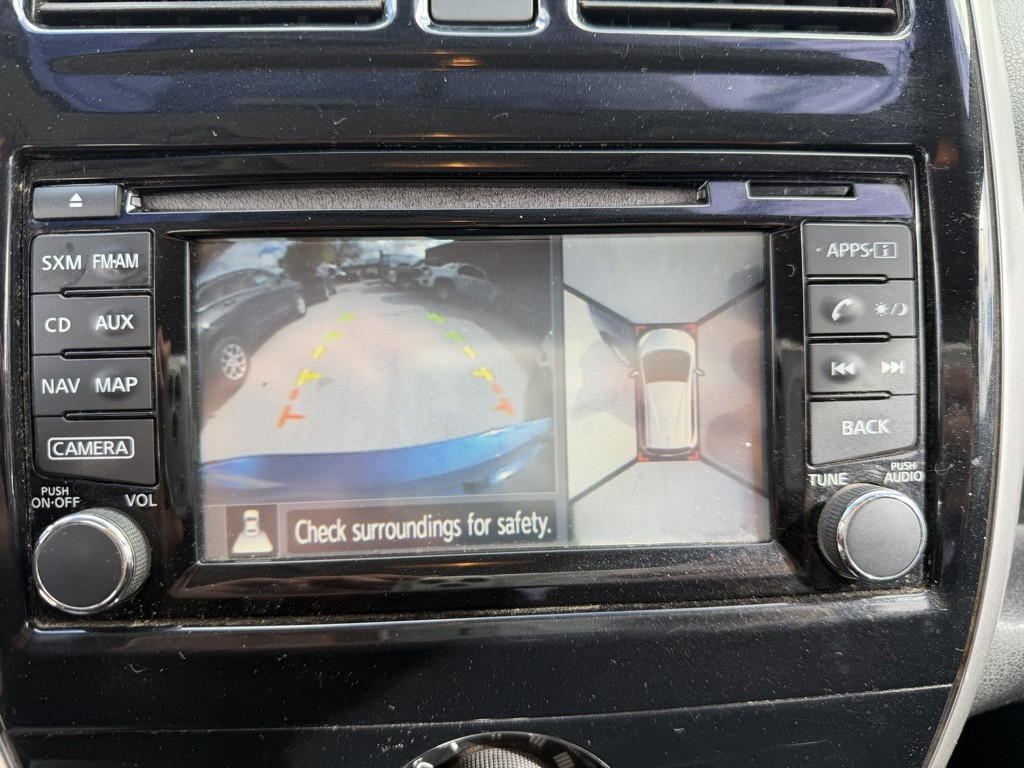 SXM FM·AM
CD AUX
NAV MAP
CAMERA
PUSH
ON·OFF
VOL
Check surroundings for safety.
APPS·i
BACK
TUNE
PUSH
AUDIO